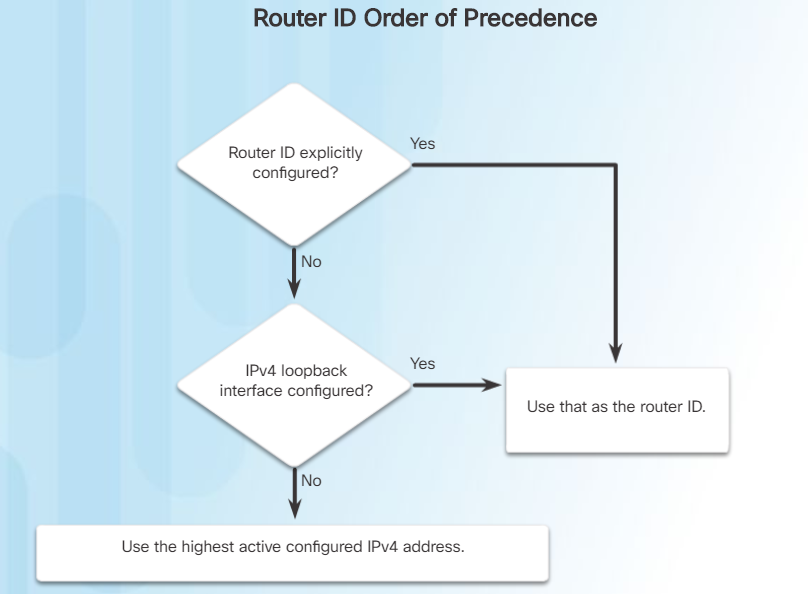 Router ID Order of Precedence
Router ID explicitly
configured?
Yes
No
IPv4 loopback
interface configured?
Yes
Use that as the router ID.
No
Use the highest active configured IPv4 address.